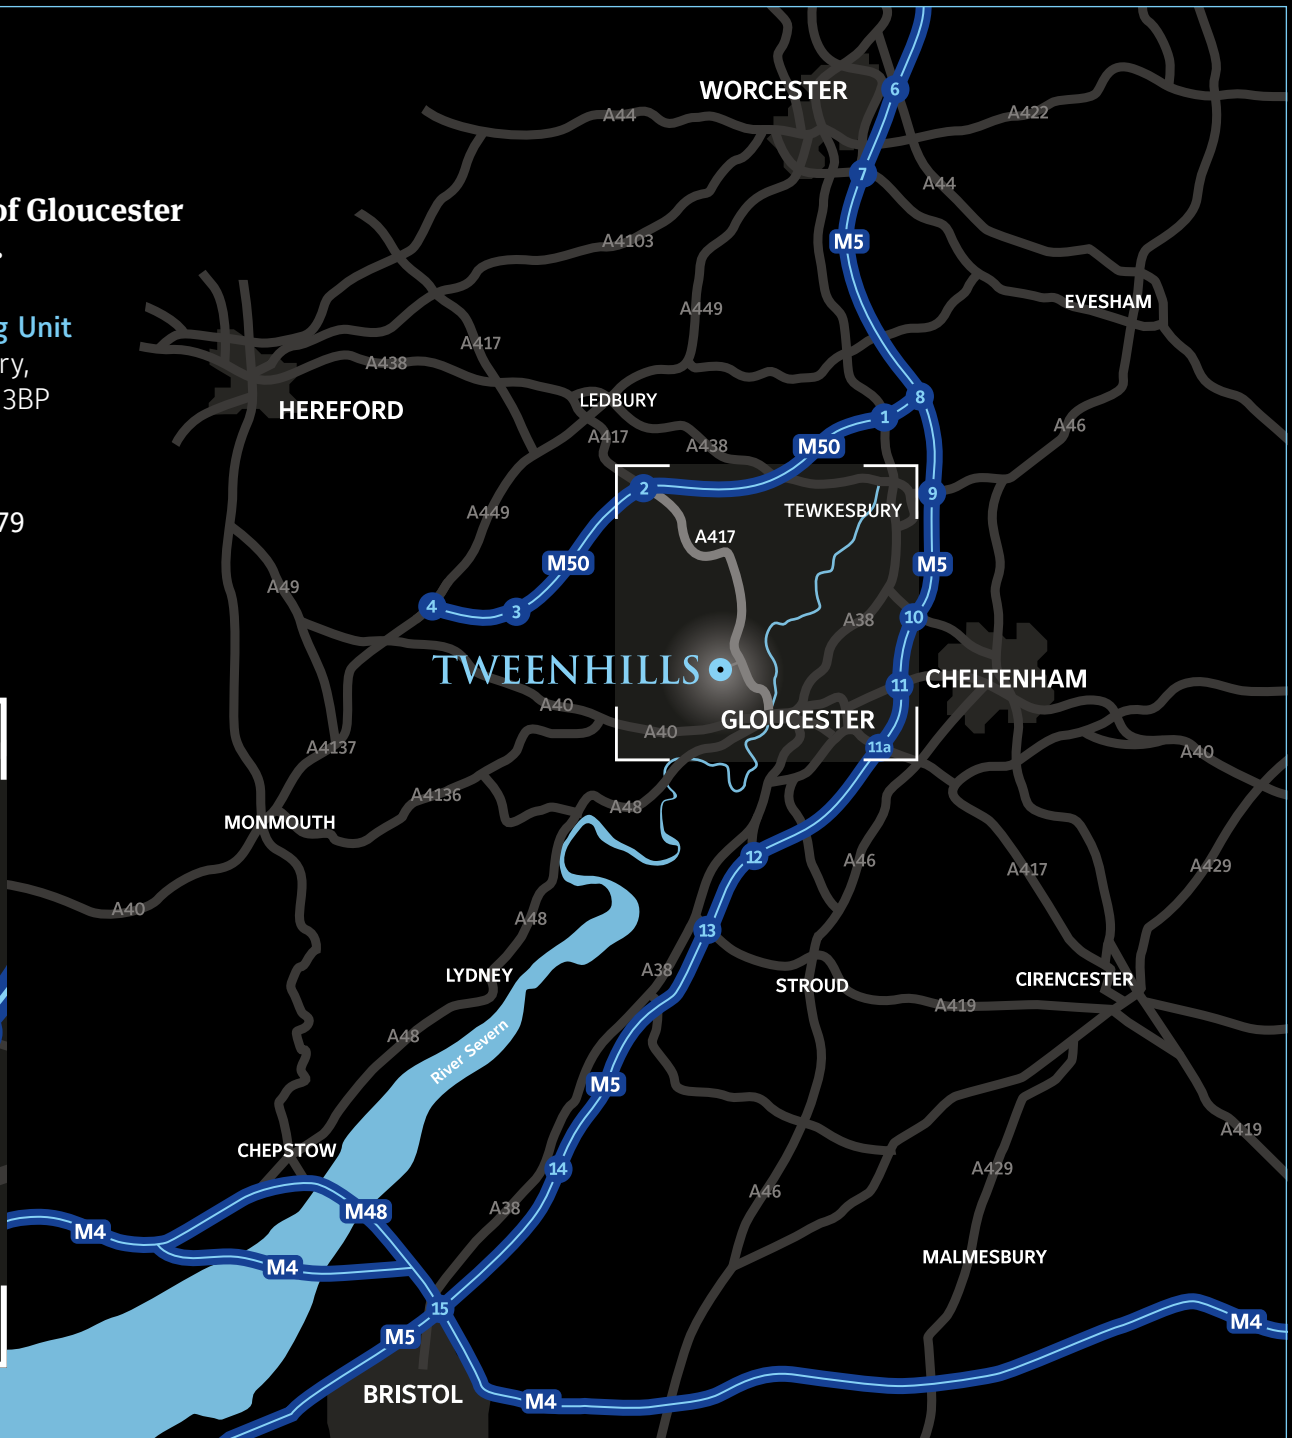 of Gloucester
g Unit
ry,
3BP
79
WORCESTER
6
A44
A422
7
A44
M5
A4103
EVESHAM
A449
A417
A438
HEREFORD
LEDBURY
8
1
A417
A438
M50
A46
2
9
A449
TEWKESBURY
A417
M50
M5
A49
4
3
10
A38
TWEENHILLS
11
CHELTENHAM
A40
GLOUCESTER
A40
11a
A4137
A40
A4136
A48
MONMOUTH
12
A46
A417
A429
A40
A48
13
A38
LYDNEY
STROUD
CIRENCESTER
A419
A48
River Severn
M5
CHEPSTOW
A419
14
A429
A46
M48
A38
M4
M4
MALMESBURY
15
M5
M4
BRISTOL
M4